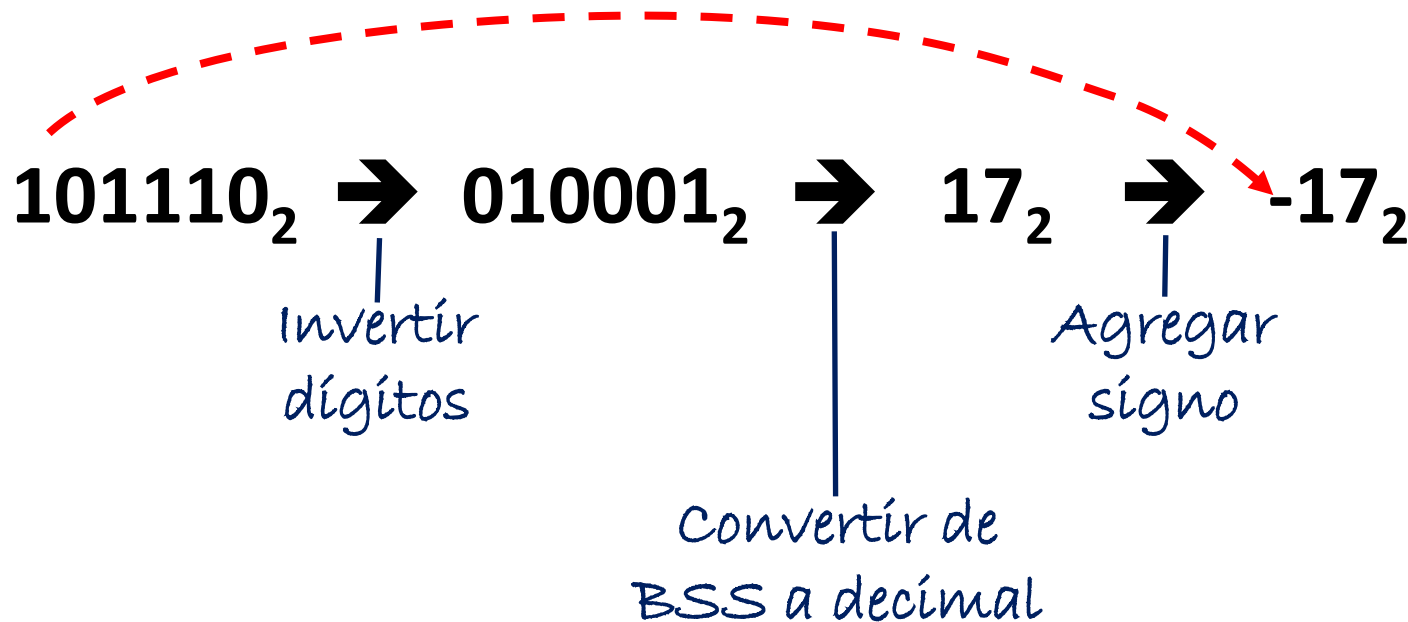 101110₂ ➔ 010001₂ ➔ 17₂ ➔ -17₂
Invertir
dígitos
Agregar
signo
Convertir de
BSS a decimal